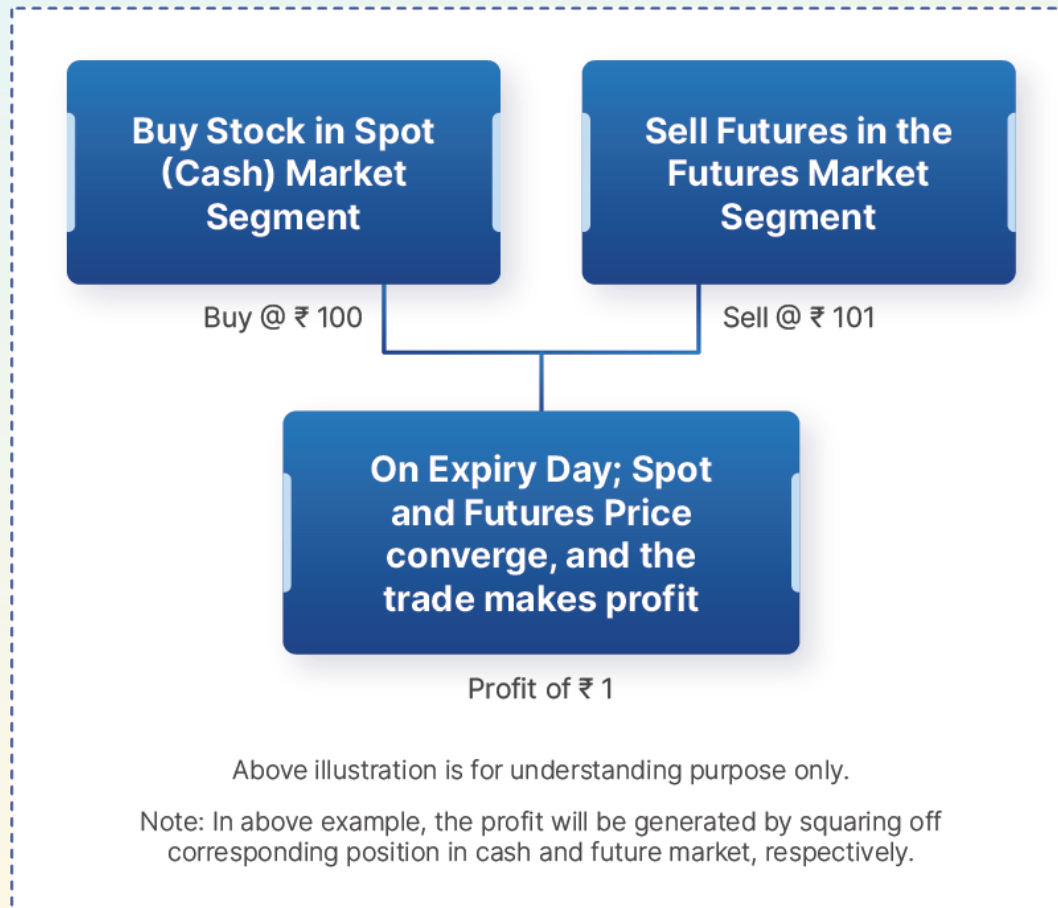 Buy Stock in Spot
(Cash) Market
Segment
Sell Futures in the
Futures Market
Segment
Buy @ ₹ 100
Sell @ ₹ 101
On Expiry Day; Spot
and Futures Price
converge, and the
trade makes profit
Profit of ₹ 1
Above illustration is for understanding purpose only.
Note: In above example, the profit will be generated by squaring off
corresponding position in cash and future market, respectively.